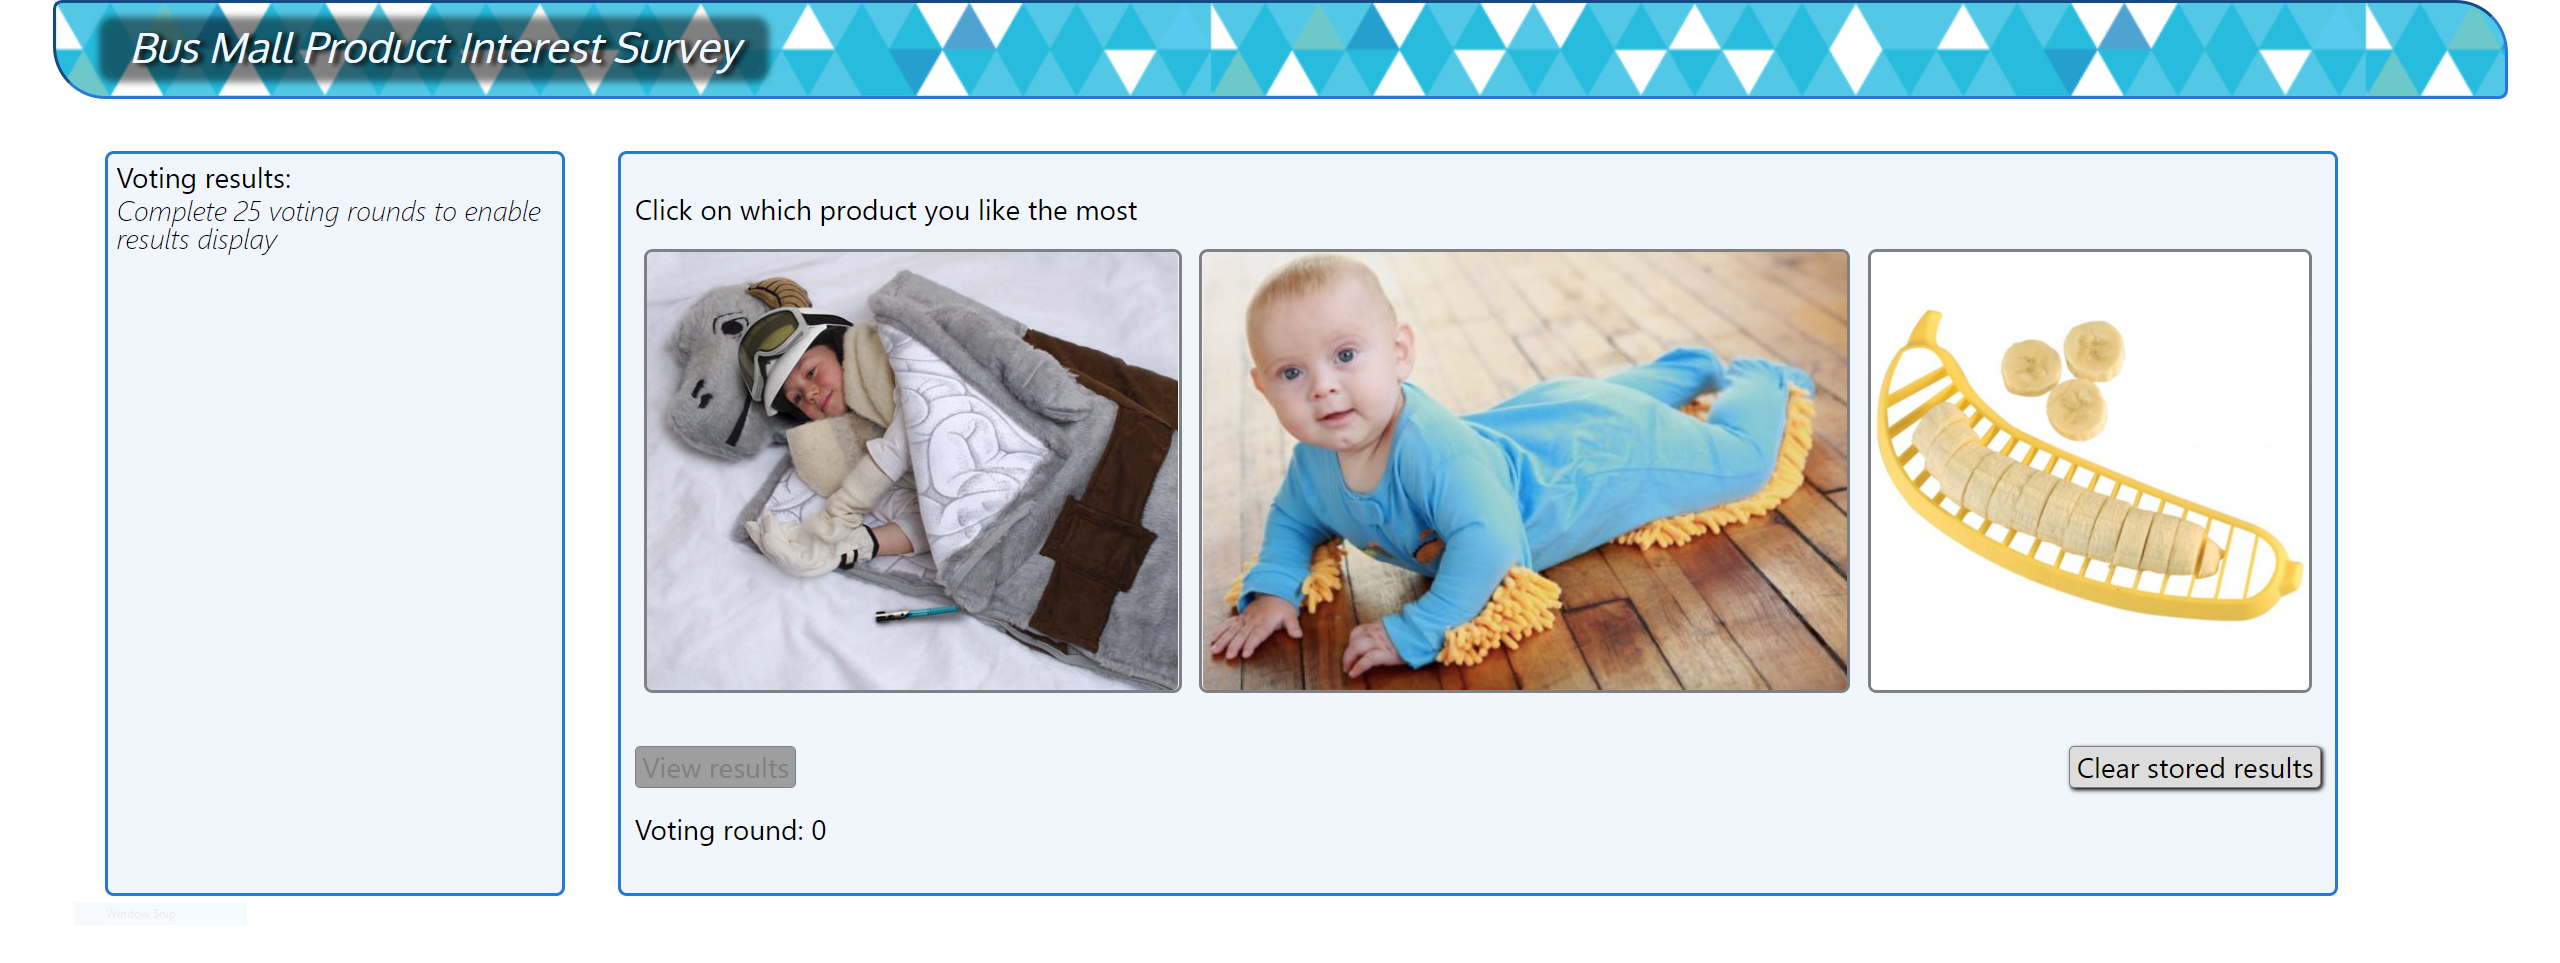 Bus Mall Product Interest Survey
Voting results:
Complete 25 voting rounds to enable
results display
Click on which product you like the most
View results
Clear stored results
Voting round: 0
Window Snip